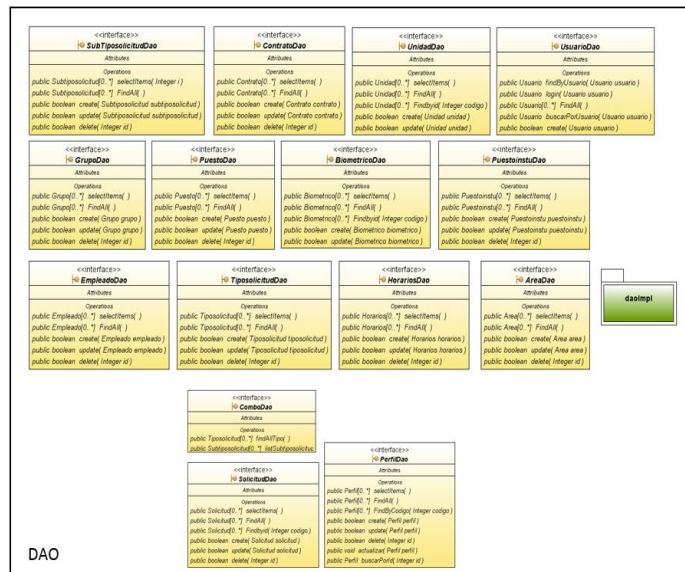 <<interface>>
SubTiposolicitudDao
Attributes
Operations
public Subtiposolicitud[0..*] selectItems( Integer i )
public Subtiposolicitud[0..*] FindAll( )
public boolean create( Subtiposolicitud subtiposolicitud )
public boolean update( Subtiposolicitud subtiposolicitud )
public boolean delete( Integer id )
<<interface>>
ContratoDao
Attributes
Operations
public Contrato[0..*] selectItems( )
public Contrato[0..*] FindAll( )
public boolean create( Contrato contrato )
public boolean update( Contrato contrato )
public boolean delete( Integer id )
<<interface>>
UnidadDao
Attributes
Operations
public Unidad[0..*] selectItems( )
public Unidad[0..*] FindAll( )
public Unidad[0..*] Findbyid( Integer codigo )
public boolean create( Unidad unidad )
public boolean update( Unidad unidad )
<<interface>>
UsuarioDao
Attributes
Operations
public Usuario findByUsuario( Usuario usuario )
public Usuario login( Usuario usuario )
public Usuario[0..*] FindAll( )
public Usuario buscarPorUsuario( Usuario usuario )
public boolean create( Usuario usuario )
<<interface>>
GrupoDao
Attributes
Operations
public Grupo[0..*] selectItems( )
public Grupo[0..*] FindAll( )
public boolean create( Grupo grupo )
public boolean update( Grupo grupo )
public boolean delete( Integer id )
<<interface>>
PuestoDao
Attributes
Operations
public Puesto[0..*] selectItems( )
public Puesto[0..*] FindAll( )
public boolean create( Puesto puesto )
public boolean update( Puesto puesto )
public boolean delete( Integer id )
<<interface>>
BiometricoDao
Attributes
Operations
public Biometrico[0..*] selectItems( )
public Biometrico[0..*] FindAll( )
public Biometrico[0..*] Findbyid( Integer codigo )
public boolean create( Biometrico biometrico )
public boolean update( Biometrico biometrico )
<<interface>>
PuestoinstuDao
Attributes
Operations
public Puestoinstu[0..*] selectItems( )
public Puestoinstu[0..*] FindAll( )
public boolean create( Puestoinstu puestoinstu )
public boolean update( Puestoinstu puestoinstu )
public boolean delete( Integer id )
<<interface>>
EmpleadoDao
Attributes
Operations
public Empleado[0..*] selectItems( )
public Empleado[0..*] FindAll( )
public boolean create( Empleado empleado )
public boolean update( Empleado empleado )
public boolean delete( Integer id )
<<interface>>
TiposolicitudDao
Attributes
Operations
public Tiposolicitud[0..*] selectItems( )
public Tiposolicitud[0..*] FindAll( )
public boolean create( Tiposolicitud tiposolicitud )
public boolean update( Tiposolicitud tiposolicitud )
public boolean delete( Integer id )
<<interface>>
HorariosDao
Attributes
Operations
public Horarios[0..*] selectItems( )
public Horarios[0..*] FindAll( )
public boolean create( Horarios horarios )
public boolean update( Horarios horarios )
public boolean delete( Integer id )
<<interface>>
AreaDao
Attributes
Operations
public Area[0..*] selectItems( )
public Area[0..*] FindAll( )
public boolean create( Area area )
public boolean update( Area area )
public boolean delete( Integer id )
daoImpl
<<interface>>
ComboDao
Attributes
Operations
public Tiposolicitud[0..*] findAllTipo( )
public Subtiposolicitud[0..*] listSubtiposolicituc
<<interface>>
SolicitudDao
Attributes
Operations
public Solicitud[0..*] selectItems( )
public Solicitud[0..*] FindAll( )
public Solicitud[0..*] Findbyid( Integer codigo )
public boolean create( Solicitud solicitud )
public boolean update( Solicitud solicitud )
public boolean delete( Integer id )
<<interface>>
PerfilDao
Attributes
Operations
public Perfil[0..*] selectItems( )
public Perfil[0..*] FindAll( )
public Perfil[0..*] FindByCodigo( Integer codigo )
public boolean create( Perfil perfil )
public boolean update( Perfil perfil )
public boolean delete( Integer id )
public void actualizar( Perfil perfil )
public Perfil buscarPorId( Integer id )
DAO